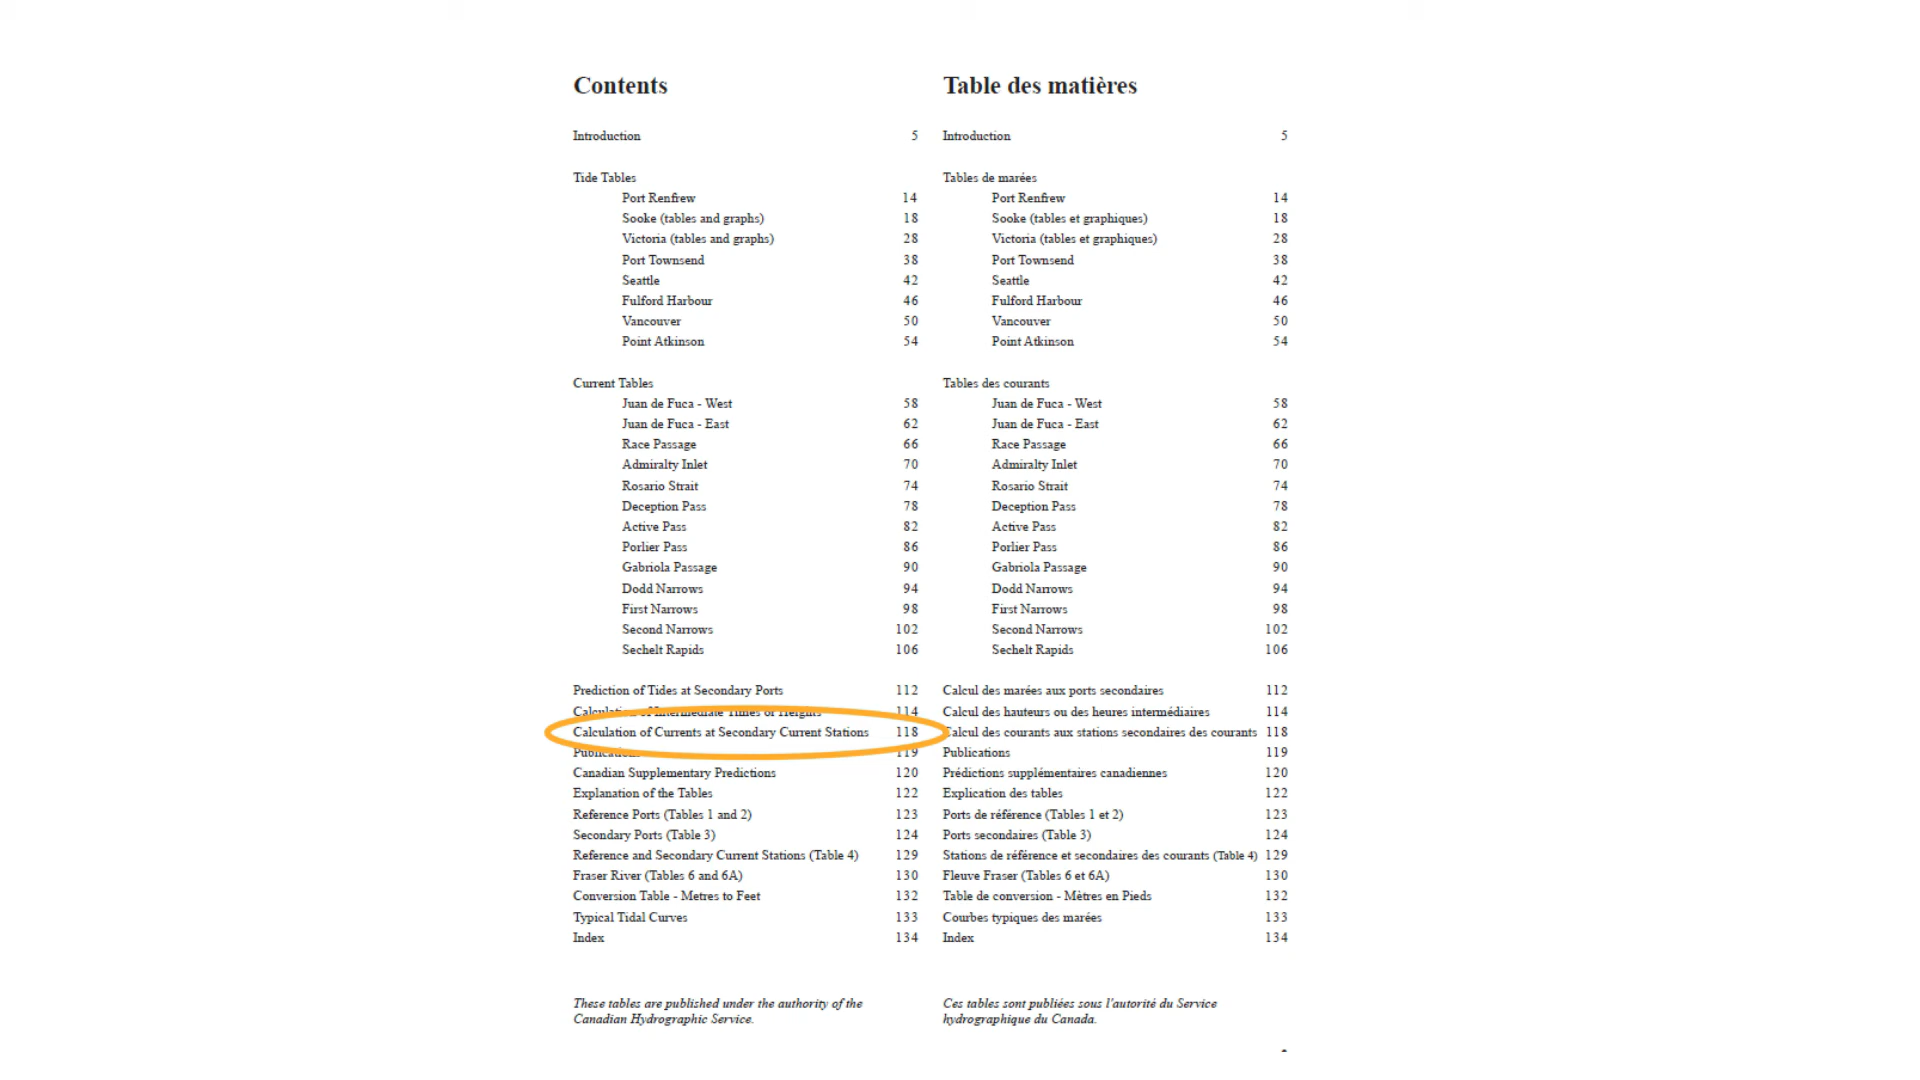 Contents
Introduction 5
Tide Tables
Port Renfrew 14
Sooke (tables and graphs) 18
Victoria (tables and graphs) 28
Port Townsend 38
Seattle 42
Fulford Harbour 46
Vancouver 50
Point Atkinson 54
Current Tables
Juan de Fuca - West 58
Juan de Fuca - East 62
Race Passage 66
Admiralty Inlet 70
Rosario Strait 74
Deception Pass 78
Active Pass 82
Porlier Pass 86
Gabriola Passage 90
Dodd Narrows 94
First Narrows 98
Second Narrows 102
Sechelt Rapids 106
Prediction of Tides at Secondary Ports 112
Calculation of Intermediate Times or Heights 114
Calculation of Currents at Secondary Current Stations 118
Publications 119
Canadian Supplementary Predictions 120
Explanation of the Tables 122
Reference Ports (Tables 1 and 2) 123
Secondary Ports (Table 3) 124
Reference and Secondary Current Stations (Table 4) 129
Fraser River (Tables 6 and 6A) 130
Conversion Table - Metres to Feet 132
Typical Tidal Curves 133
Index 134
These tables are published under the authority of the
Canadian Hydrographic Service.
Table des matières
Introduction 5
Tables de marées
Port Renfrew 14
Sooke (tables et graphiques) 18
Victoria (tables et graphiques) 28
Port Townsend 38
Seattle 42
Fulford Harbour 46
Vancouver 50
Point Atkinson 54
Tables des courants
Juan de Fuca - West 58
Juan de Fuca - East 62
Race Passage 66
Admiralty Inlet 70
Rosario Strait 74
Deception Pass 78
Active Pass 82
Porlier Pass 86
Gabriola Passage 90
Dodd Narrows 94
First Narrows 98
Second Narrows 102
Sechelt Rapids 106
Calcul des marées aux ports secondaires 112
Calcul des hauteurs ou des heures intermédiaires 114
Calcul des courants aux stations secondaires des courants 118
Publications 119
Prédictions supplémentaires canadiennes 120
Explication des tables 122
Ports de référence (Tables 1 et 2) 123
Ports secondaires (Table 3) 124
Stations de référence et secondaires des courants (Table 4) 129
Fleuve Fraser (Tables 6 et 6A) 130
Table de conversion - Mètres en Pieds 132
Courbes typiques des marées 133
Index 134
Ces tables sont publiées sous l'autorité du Service
hydrographique du Canada.